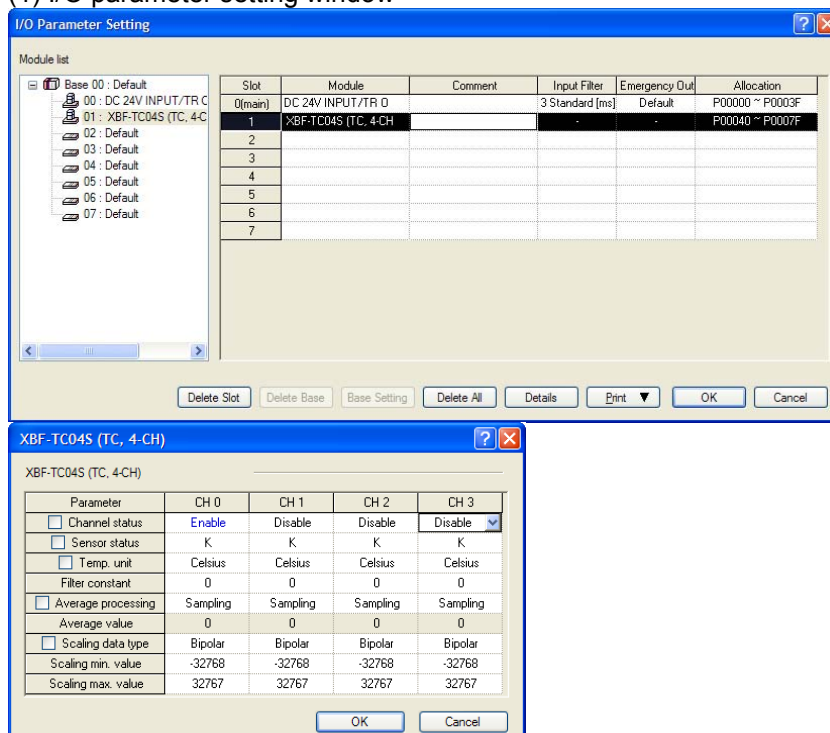 (1) I/O parameter setting window
I/O Parameter Setting
Module list
Base 00 : Default
00 : DC 24V INPUT/TR O
01 : XBF-TC04S (TC, 4-C
02 : Default
03 : Default
04 : Default
05 : Default
06 : Default
07 : Default
Slot Module Comment Input Filter Emergency Out Allocation
0(main) DC 24V INPUT/TR O 3 Standard [ms] Default P00000 ~ P0003F
1 XBF-TC04S (TC, 4-CH - - P00040 ~ P0007F
2
3
4
5
6
7
Delete Slot Delete Base Base Setting Delete All Details Print ▼ OK Cancel
XBF-TC04S (TC, 4-CH)
XBF-TC04S (TC, 4-CH)
Parameter CH 0 CH 1 CH 2 CH 3
Channel status Enable Disable Disable Disable
Sensor status K K K K
Temp. unit Celsius Celsius Celsius Celsius
Filter constant 0 0 0 0
Average processing Sampling Sampling Sampling Sampling
Average value 0 0 0 0
Scaling data type Bipolar Bipolar Bipolar Bipolar
Scaling min. value -32768 -32768 -32768 -32768
Scaling max. value 32767 32767 32767 32767
OK Cancel